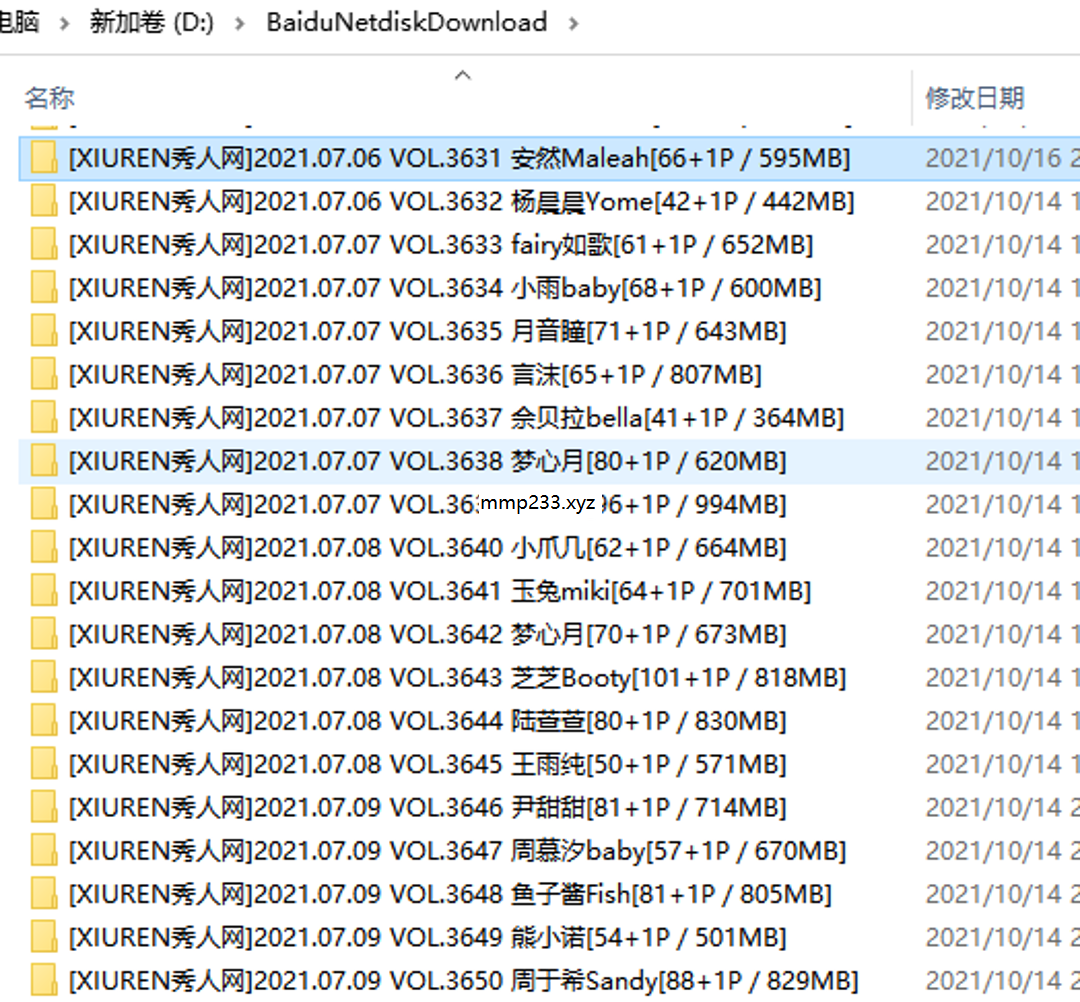 电脑 > 新加卷 (D:) > BaiduNetdiskDownload >
名称 修改日期
[XIUREN秀人网]2021.07.06 VOL.3631 安然Maleah[66+1P / 595MB] 2021/10/16 2
[XIUREN秀人网]2021.07.06 VOL.3632 杨晨晨Yome[42+1P / 442MB] 2021/10/14 1
[XIUREN秀人网]2021.07.07 VOL.3633 fairy如歌[61+1P / 652MB] 2021/10/14 1
[XIUREN秀人网]2021.07.07 VOL.3634 小雨baby[68+1P / 600MB] 2021/10/14 1
[XIUREN秀人网]2021.07.07 VOL.3635 月音瞳[71+1P / 643MB] 2021/10/14 1
[XIUREN秀人网]2021.07.07 VOL.3636 言沫[65+1P / 807MB] 2021/10/14 1
[XIUREN秀人网]2021.07.07 VOL.3637 佘贝拉bella[41+1P / 364MB] 2021/10/14 1
[XIUREN秀人网]2021.07.07 VOL.3638 梦心月[80+1P / 620MB] 2021/10/14 1
[XIUREN秀人网]2021.07.07 VOL.36 mmp233.xyz 96+1P / 994MB] 2021/10/14 1
[XIUREN秀人网]2021.07.08 VOL.3640 小爪几[62+1P / 664MB] 2021/10/14 1
[XIUREN秀人网]2021.07.08 VOL.3641 玉兔miki[64+1P / 701MB] 2021/10/14 1
[XIUREN秀人网]2021.07.08 VOL.3642 梦心月[70+1P / 673MB] 2021/10/14 1
[XIUREN秀人网]2021.07.08 VOL.3643 芝芝Booty[101+1P / 818MB] 2021/10/14 1
[XIUREN秀人网]2021.07.08 VOL.3644 陆萱萱[80+1P / 830MB] 2021/10/14 1
[XIUREN秀人网]2021.07.08 VOL.3645 王雨纯[50+1P / 571MB] 2021/10/14 1
[XIUREN秀人网]2021.07.09 VOL.3646 尹甜甜[81+1P / 714MB] 2021/10/14 2
[XIUREN秀人网]2021.07.09 VOL.3647 周慕汐baby[57+1P / 670MB] 2021/10/14 2
[XIUREN秀人网]2021.07.09 VOL.3648 鱼子酱Fish[81+1P / 805MB] 2021/10/14 2
[XIUREN秀人网]2021.07.09 VOL.3649 熊小诺[54+1P / 501MB] 2021/10/14 2
[XIUREN秀人网]2021.07.09 VOL.3650 周于希Sandy[88+1P / 829MB] 2021/10/14 2